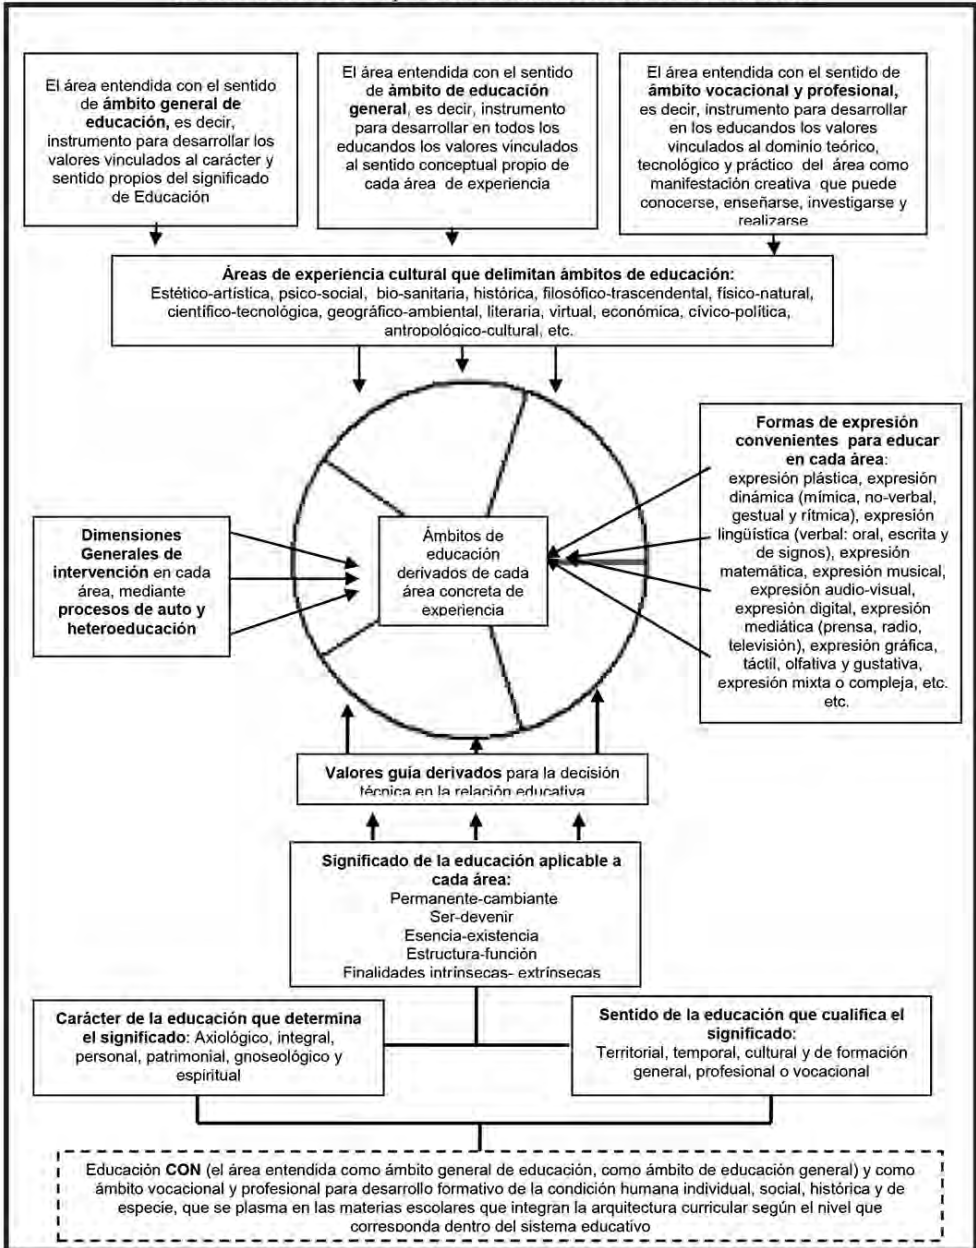 El área entendida con el sentido
de ámbito general de
educación, es decir,
instrumento para desarrollar los
valores vinculados al carácter y
sentido propios del significado
de Educación
El área entendida con el sentido
de ámbito de educación
general, es decir, instrumento
para desarrollar en todos los
educandos los valores vinculados
al sentido conceptual propio de
cada área de experiencia
El área entendida con el sentido de
ámbito vocacional y profesional,
es decir, instrumento para desarrollar
en los educandos los valores
vinculados al dominio teórico,
tecnológico y práctico del área como
manifestación creativa que puede
conocerse, enseñarse, investigarse y
realizarse
Áreas de experiencia cultural que delimitan ámbitos de educación:
Estético-artística, psico-social, bio-sanitaria, histórica, filosófico-trascendental, físico-natural,
científico-tecnológica, geográfico-ambiental, literaria, virtual, económica, cívico-política,
antropológico-cultural, etc.
Formas de expresión
convenientes para educar
en cada área:
expresión plástica, expresión
dinámica (mímica, no-verbal,
gestual y rítmica), expresión
lingüística (verbal: oral, escrita y
de signos), expresión
matemática, expresión musical,
expresión audio-visual,
expresión digital, expresión
mediática (prensa, radio,
televisión), expresión gráfica,
táctil, olfativa y gustativa,
expresión mixta o compleja, etc.
etc.
Dimensiones
Generales de
intervención en cada
área, mediante
procesos de auto y
heteroeducación
Ámbitos de
educación
derivados de cada
área concreta de
experiencia
Valores guía derivados para la decisión
técnica en la relación educativa
Significado de la educación aplicable a
cada área:
Permanente-cambiante
Ser-devenir
Esencia-existencia
Estructura-función
Finalidades intrínsecas- extrínsecas
Carácter de la educación que determina
el significado: Axiológico, integral,
personal, patrimonial, gnoseológico y
espiritual
Sentido de la educación que cualifica el
significado:
Territorial, temporal, cultural y de formación
general, profesional o vocacional
Educación CON (el área entendida como ámbito general de educación, como ámbito de educación general) y como
ámbito vocacional y profesional para desarrollo formativo de la condición humana individual, social, histórica y de
especie, que se plasma en las materias escolares que integran la arquitectura curricular según el nivel que
corresponda dentro del sistema educativo